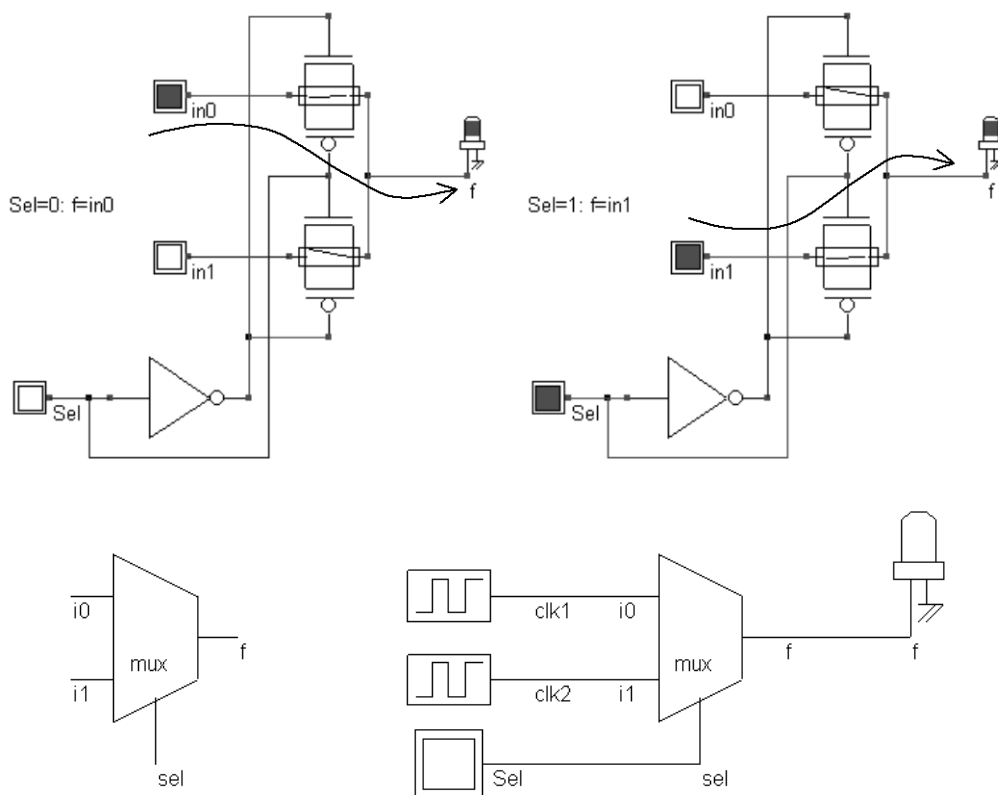 in0
in0
f
f
Sel=0: f=in0
Sel=1: f=in1
in1
in1
Sel
Sel
i0
clk1
i0
f
mux
mux
f
f
i1
clk2
i1
sel
Sel
sel